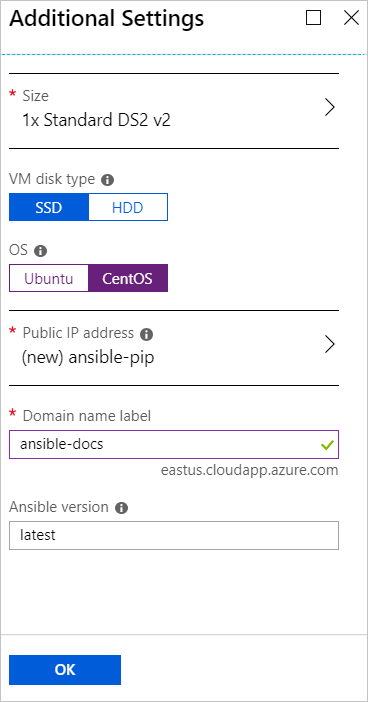 Additional Settings
* Size
1x Standard DS2 v2
VM disk type
SSD HDD
OS
Ubuntu CentOS
* Public IP address
(new) ansible-pip
* Domain name label
ansible-docs
eastus.cloudapp.azure.com
Ansible version
latest
OK